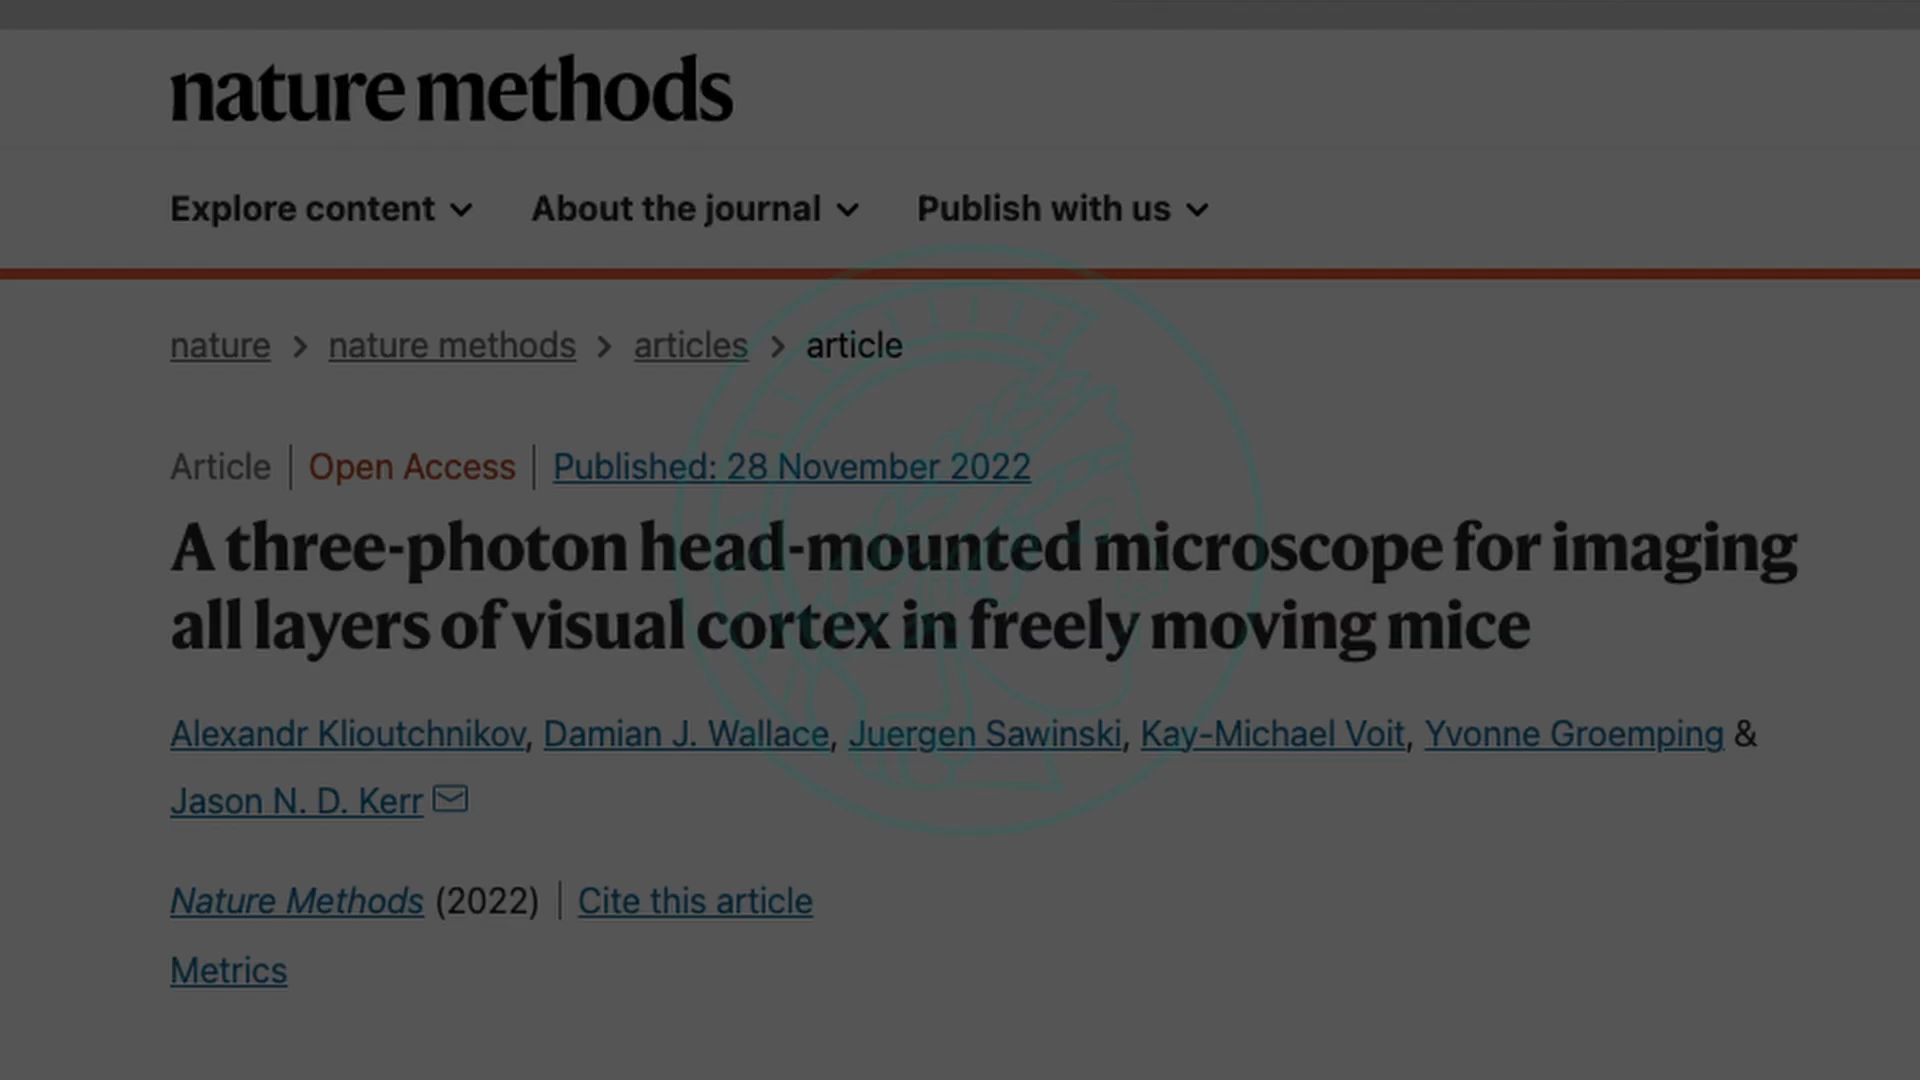 nature methods
Explore content About the journal Publish with us
nature > nature methods > articles > article
Article | Open Access | Published: 28 November 2022
A three-photon head-mounted microscope for imaging
all layers of visual cortex in freely moving mice
Alexandr Klioutchnikov, Damian J. Wallace, Juergen Sawinski, Kay-Michael Voit, Yvonne Groemping &
Jason N. D. Kerr
Nature Methods (2022) | Cite this article
Metrics